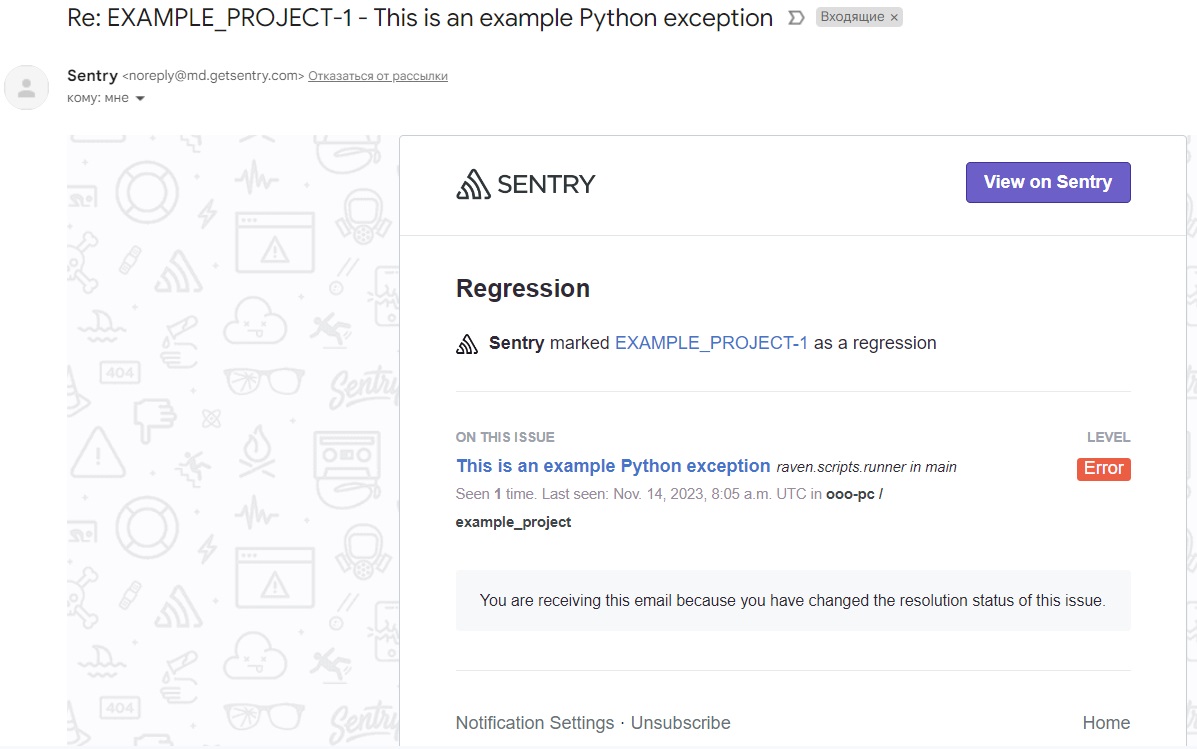 Re: EXAMPLE_PROJECT-1 - This is an example Python exception Входящие ×
Sentry <noreply@md.getsentry.com> Отказаться от рассылки
кому: мне
SENTRY
View on Sentry
Regression
Sentry marked EXAMPLE_PROJECT-1 as a regression
ON THIS ISSUE
LEVEL
This is an example Python exception raven.scripts.runner in main
Error
Seen 1 time. Last seen: Nov. 14, 2023, 8:05 a.m. UTC in ooo-pc /
example_project
You are receiving this email because you have changed the resolution status of this issue.
Notification Settings · Unsubscribe
Home
404
Sentry
404
Sentry